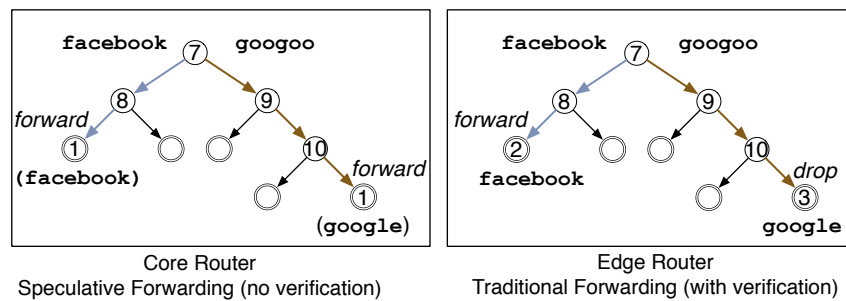 facebook googoo
7
8 9
forward
1 10
(facebook) forward
1
(google)
Core Router
Speculative Forwarding (no verification)
facebook googoo
7
8 9
forward
2 10
facebook drop
3
google
Edge Router
Traditional Forwarding (with verification)